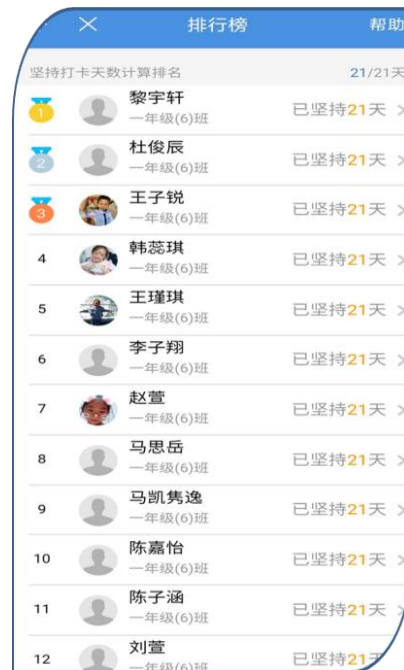 排行榜
帮助
坚持打卡天数计算排名
21/21天
1
黎宇轩
一年级(6)班
已坚持21天
2
杜俊辰
一年级(6)班
已坚持21天
3
王子锐
一年级(6)班
已坚持21天
4
韩蕊琪
一年级(6)班
已坚持21天
5
王瑾琪
一年级(6)班
已坚持21天
6
李子翔
一年级(6)班
已坚持21天
7
赵萱
一年级(6)班
已坚持21天
8
马思岳
一年级(6)班
已坚持21天
9
马凯隽逸
一年级(6)班
已坚持21天
10
陈嘉怡
一年级(6)班
已坚持21天
11
陈子涵
一年级(6)班
已坚持21天
12
刘萱
一年级(6)班
已坚持21天